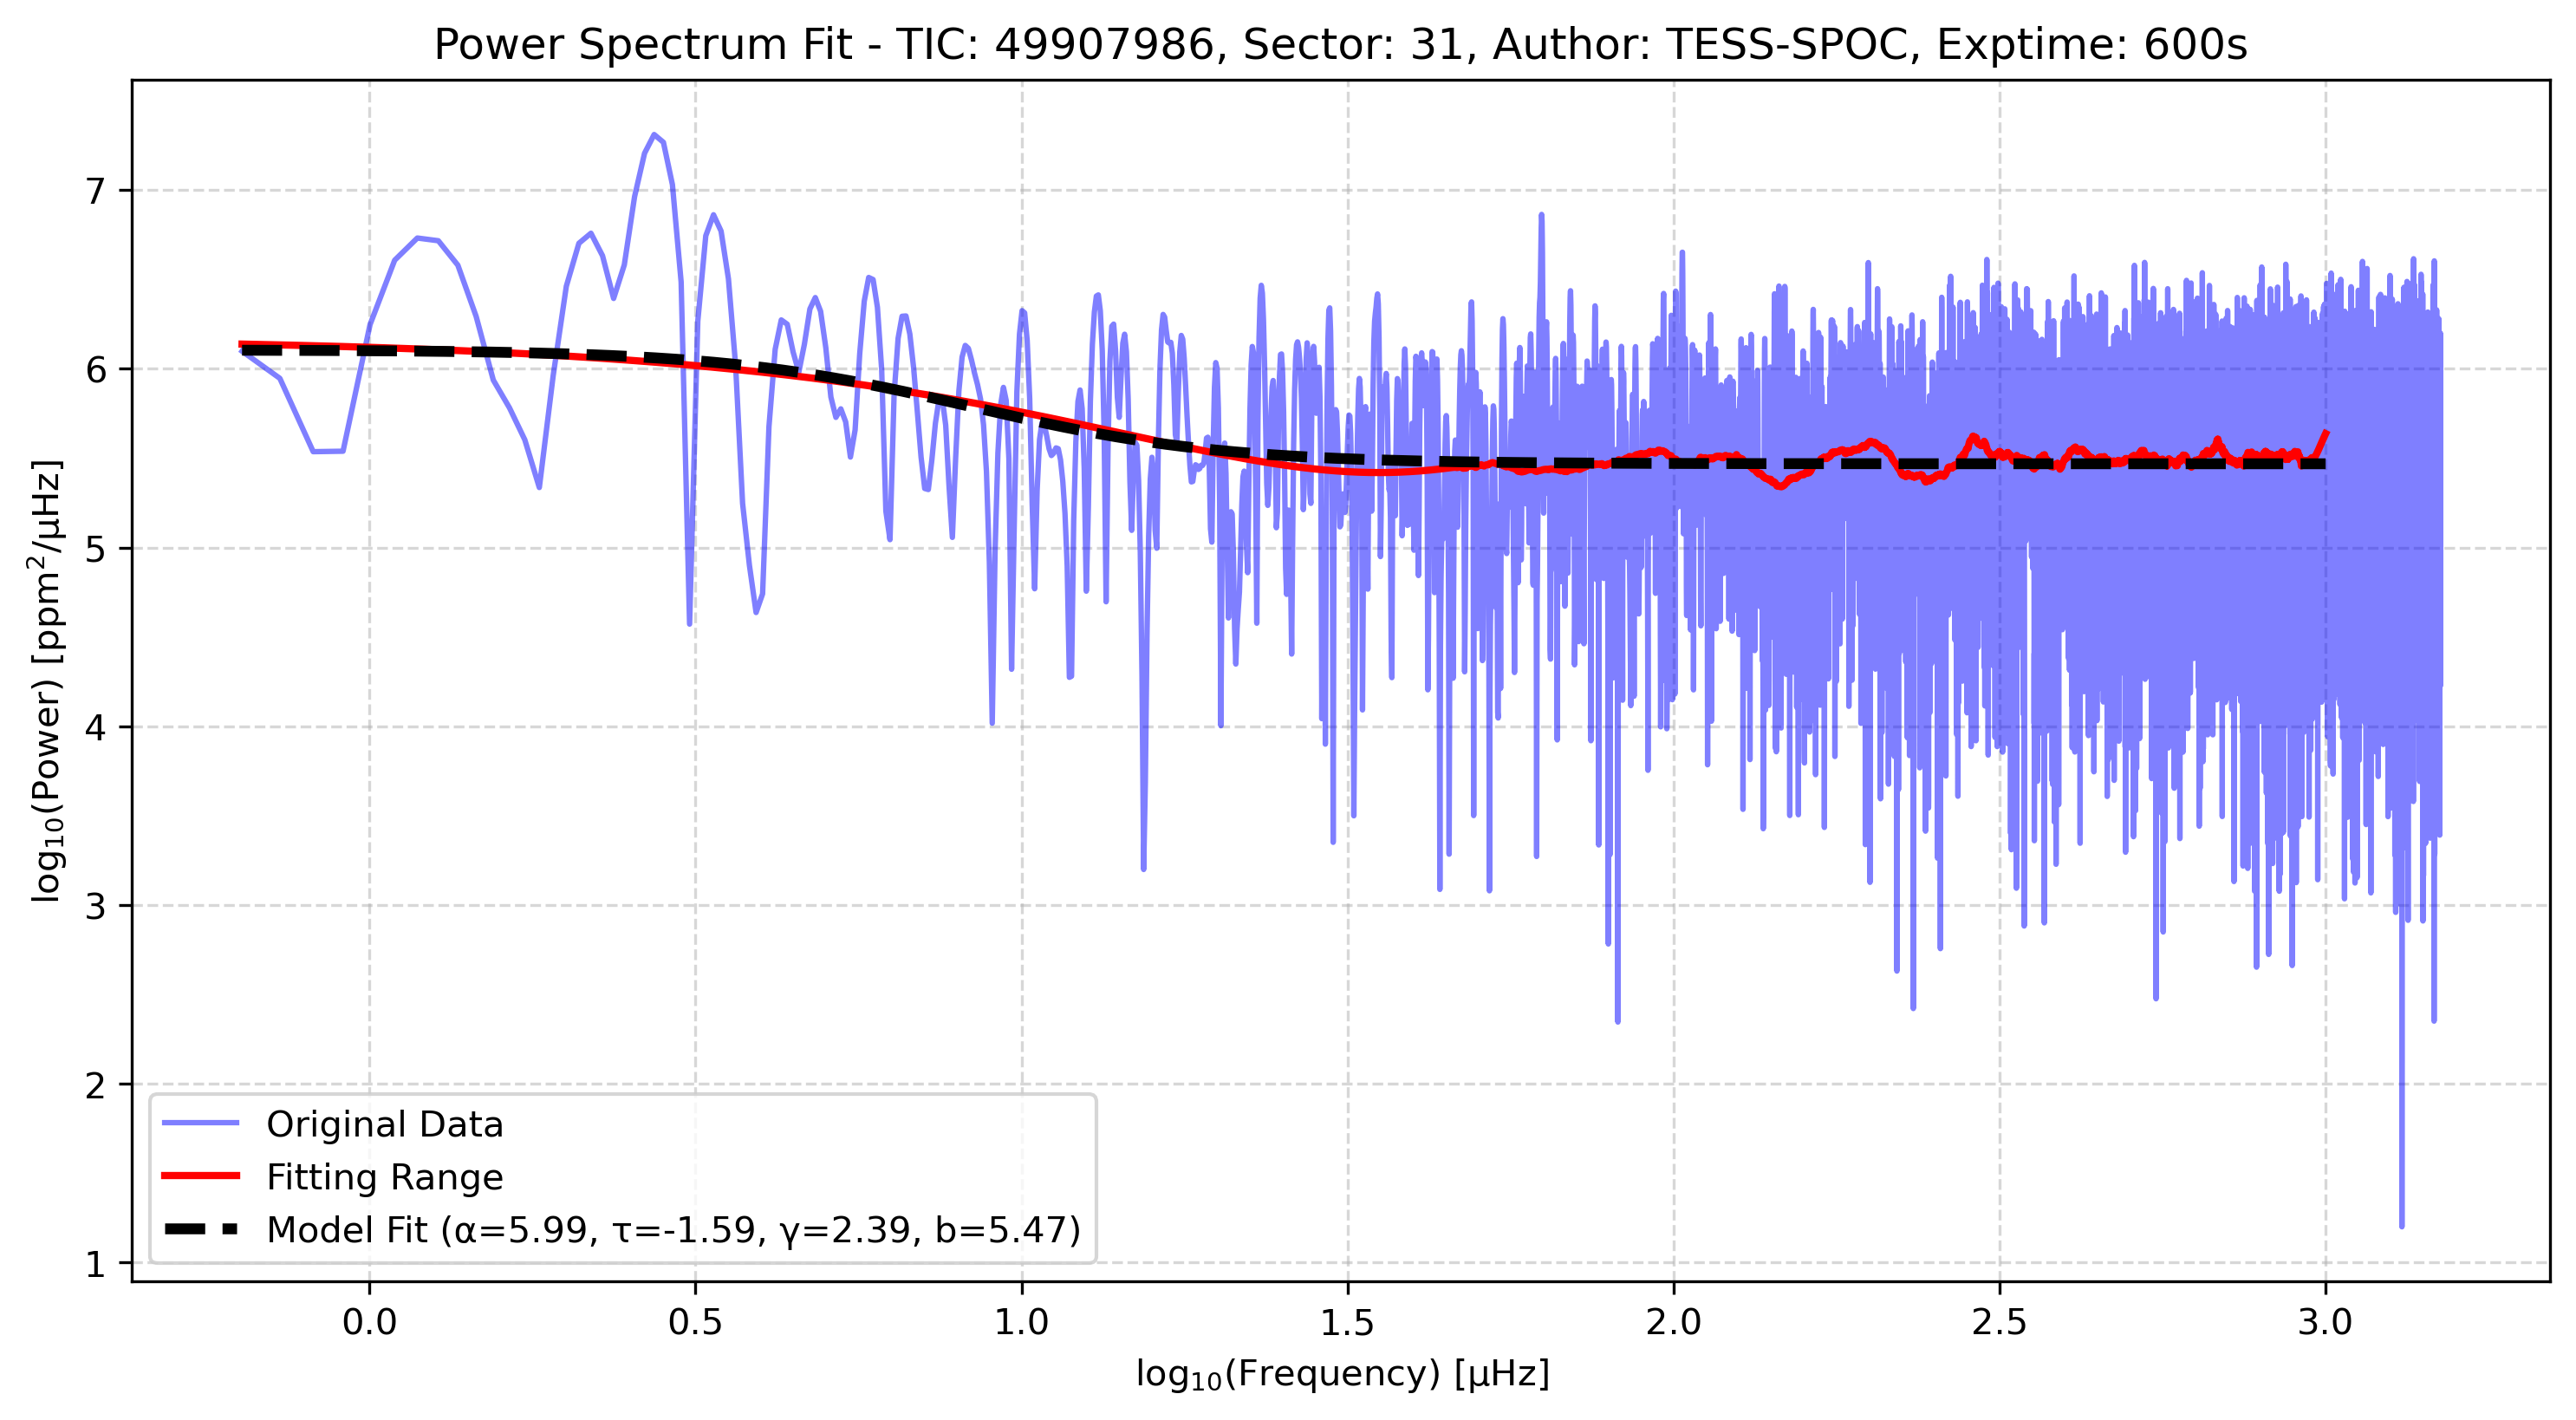 Power Spectrum Fit - TIC: 49907986, Sector: 31, Author: TESS-SPOC, Exptime: 600s
log₁₀(Power) [ppm²/μHz]
7
6
5
4
3
2
1
Original Data
Fitting Range
Model Fit (α=5.99, τ=-1.59, γ=2.39, b=5.47)
0.0 0.5 1.0 1.5 2.0 2.5 3.0
log₁₀(Frequency) [μHz]